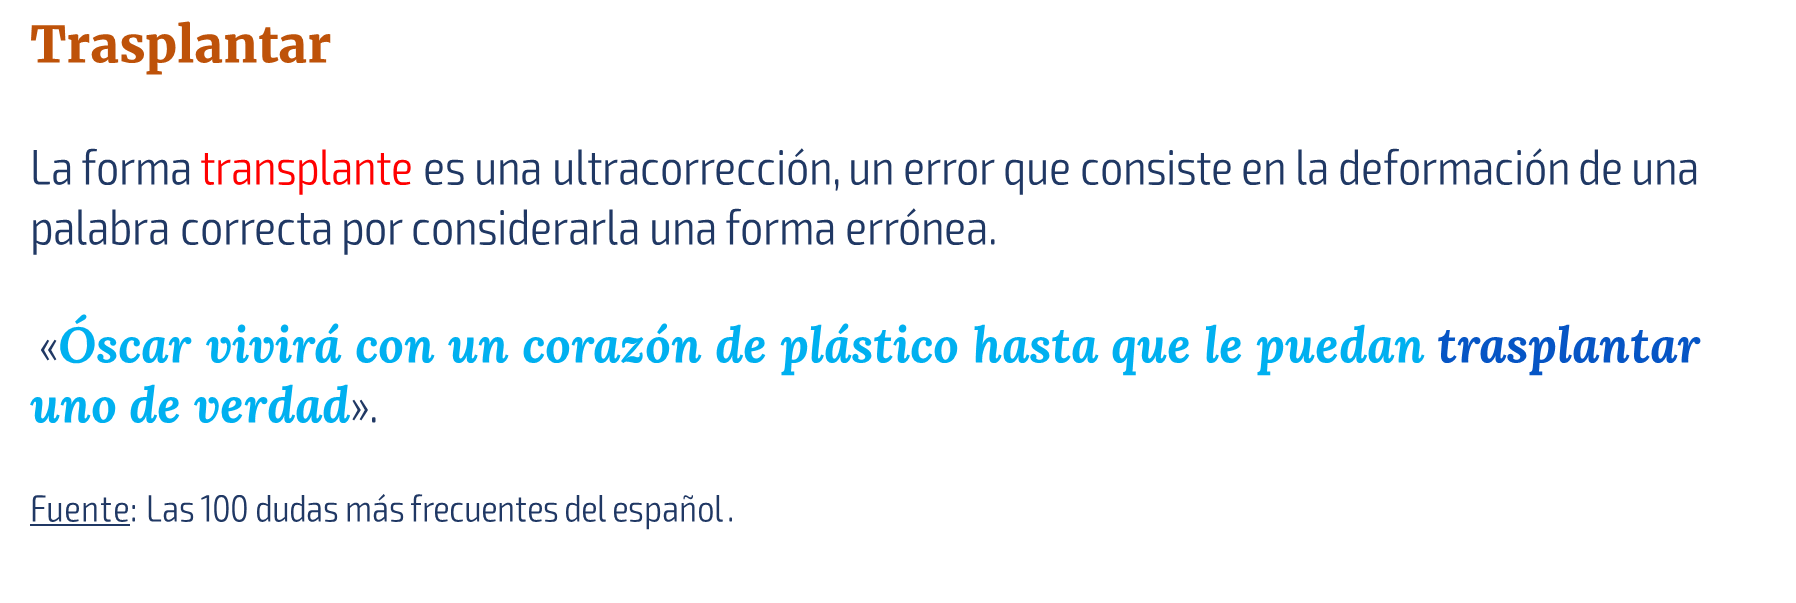 Trasplantar
La forma transplante es una ultracorrección, un error que consiste en la deformación de una
palabra correcta por considerarla una forma errónea.
«Óscar vivirá con un corazón de plástico hasta que le puedan trasplantar
uno de verdad».
Fuente: Las 100 dudas más frecuentes del español.